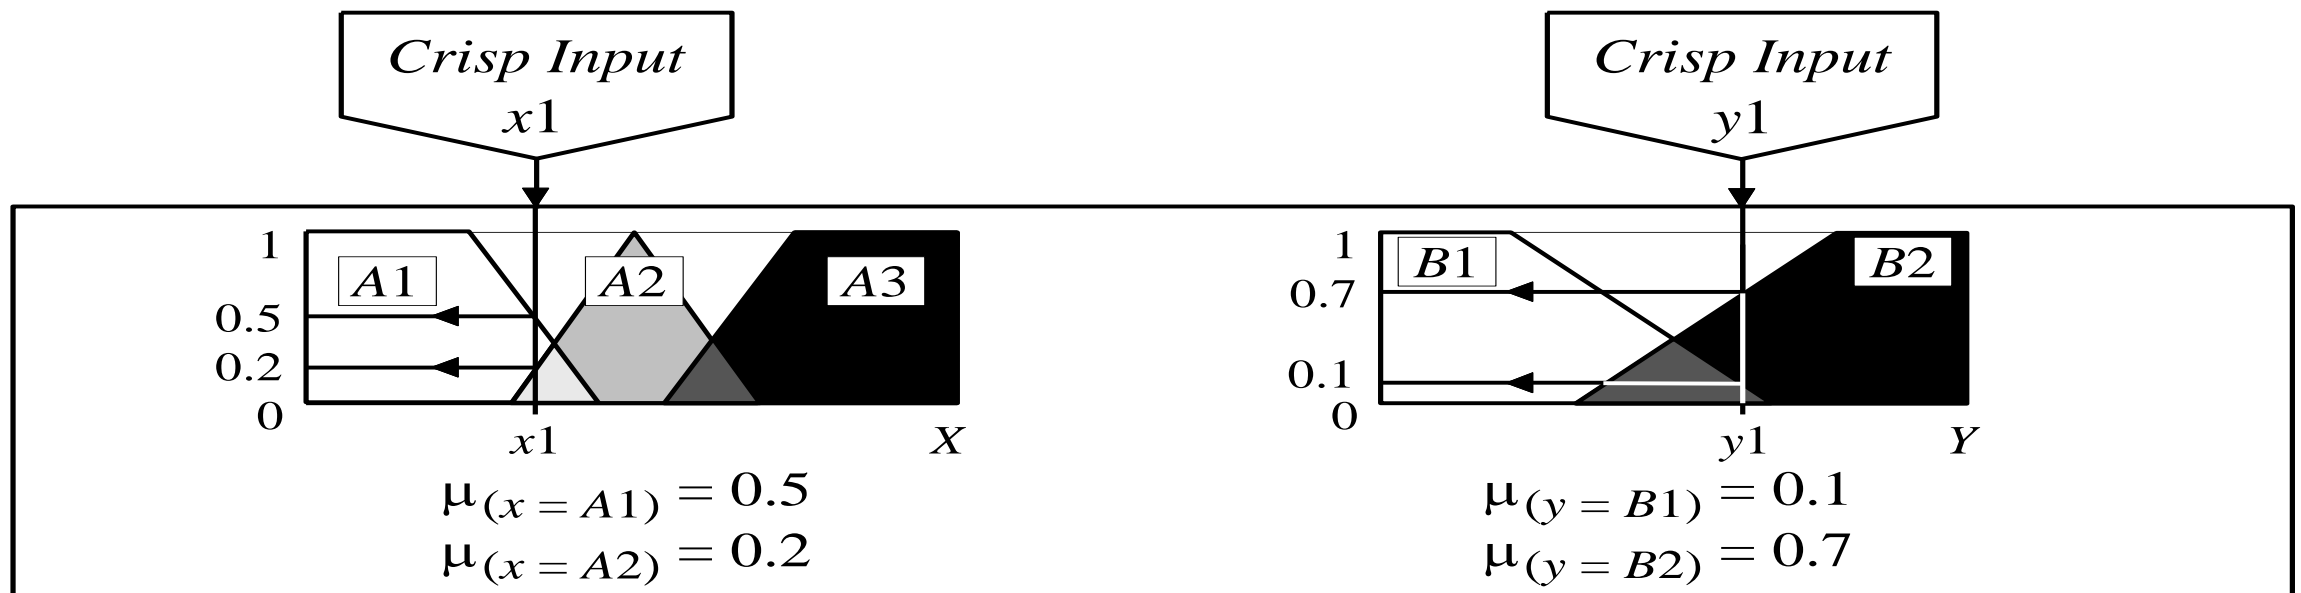 Crisp Input
x1
Crisp Input
y1
1
0.5
0.2
0
A1
A2
A3
x1
X
μ(x = A1) = 0.5
μ(x = A2) = 0.2
1
0.7
0.1
0
B1
B2
y1
Y
μ(y = B1) = 0.1
μ(y = B2) = 0.7